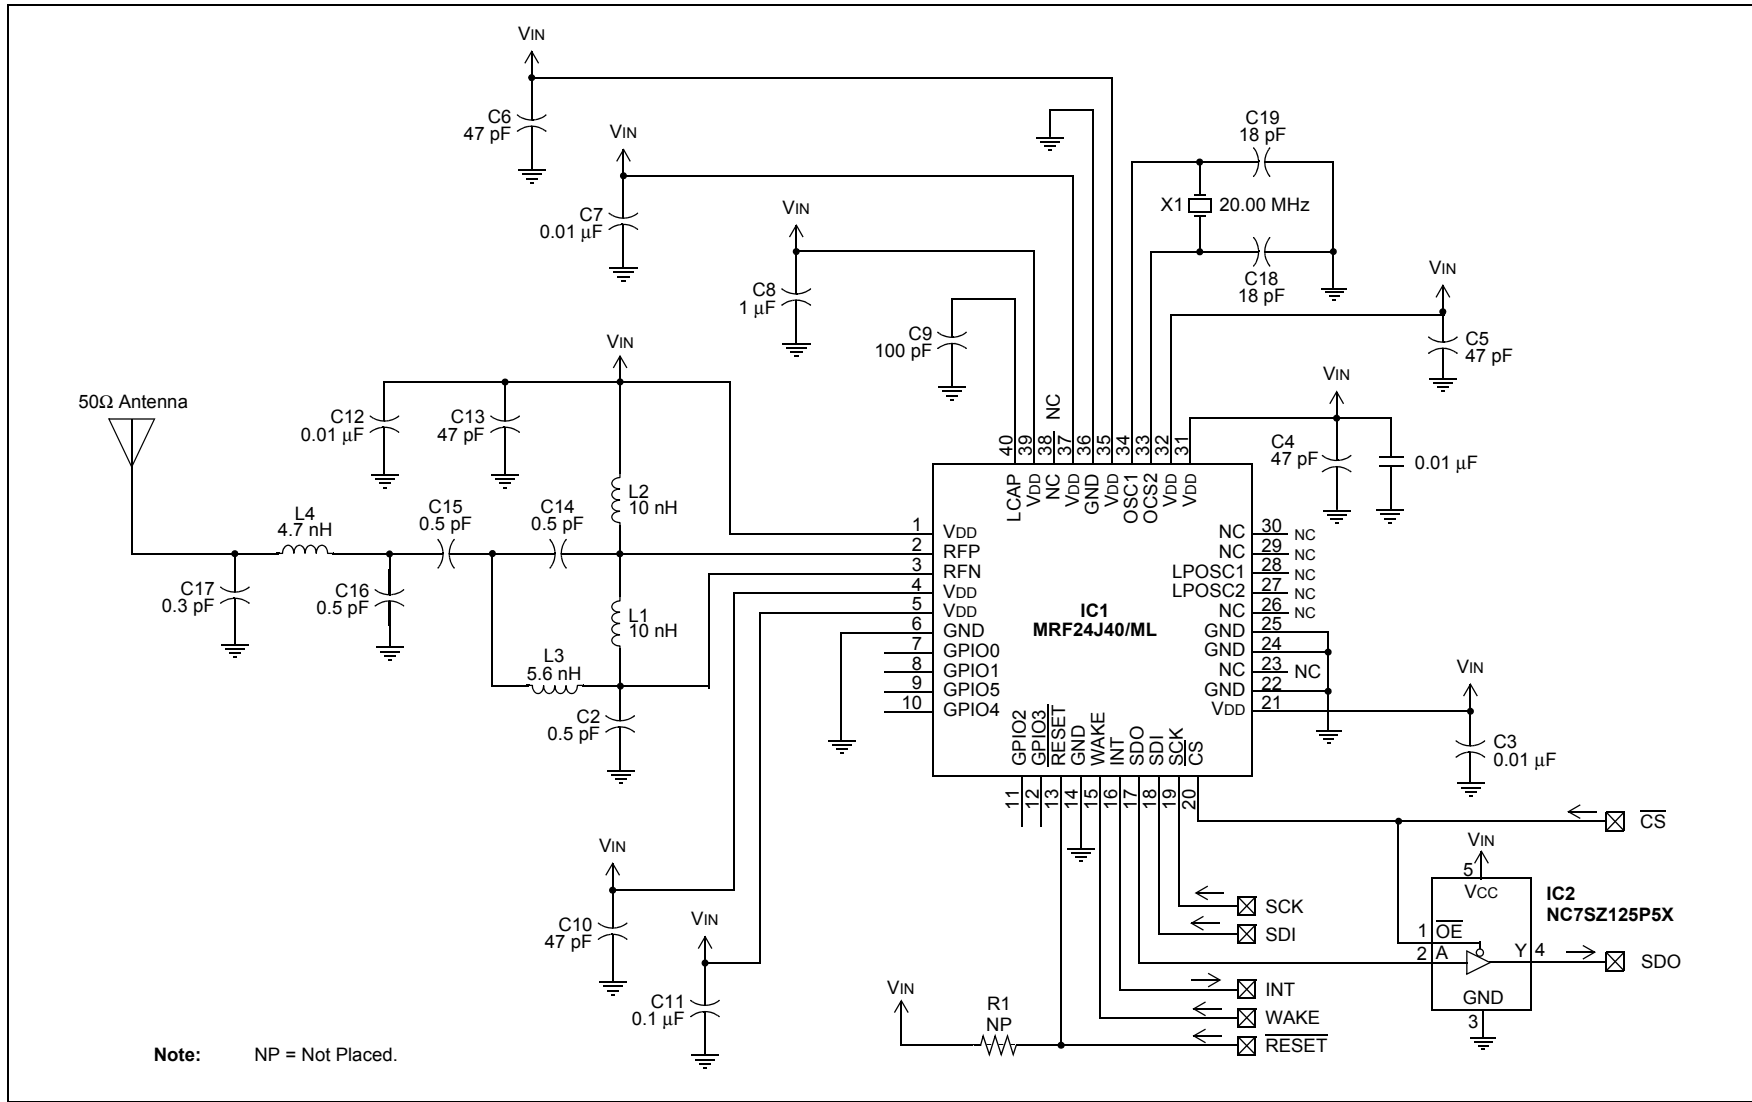 VIN
C6
47 pF
VIN
C7
0.01 µF
VIN
C8
1 µF
C9
100 pF
C19
18 pF
X1
20.00 MHz
C18
18 pF
VIN
C5
47 pF
VIN
C4
47 pF
0.01 µF
50Ω Antenna
VIN
C12
0.01 µF
C13
47 pF
L2
10 nH
L4
4.7 nH
C15
0.5 pF
C14
0.5 pF
C17
0.3 pF
C16
0.5 pF
L1
10 nH
L3
5.6 nH
C2
0.5 pF
NC
40
39
38
37
36
35
34
33
32
31
LCAP
VDD
NC
VDD
GND
VDD
OSC1
OCS2
VDD
VDD
1 VDD
2 RFP
3 RFN
4 VDD
5 VDD
6 GND
7 GPIO0
8 GPIO1
9 GPIO5
10 GPIO4
IC1
MRF24J40/ML
NC 30 NC
NC 29 NC
LPOSC1 28 NC
LPOSC2 27 NC
NC 26 NC
GND 25
GND 24
NC 23 NC
GND 22
VDD 21
GPIO2
GPIO3
RESET
GND
WAKE
INT
SDO
SDI
SCK
CS
11
12
13
14
15
16
17
18
19
20
VIN
C3
0.01 µF
CS
VIN
5
VCC
IC2
NC7SZ125P5X
1 OE
2 A
Y 4
GND
3
SDO
SCK
SDI
INT
WAKE
RESET
VIN
R1
NP
VIN
C10
47 pF
VIN
C11
0.1 µF
Note: NP = Not Placed.